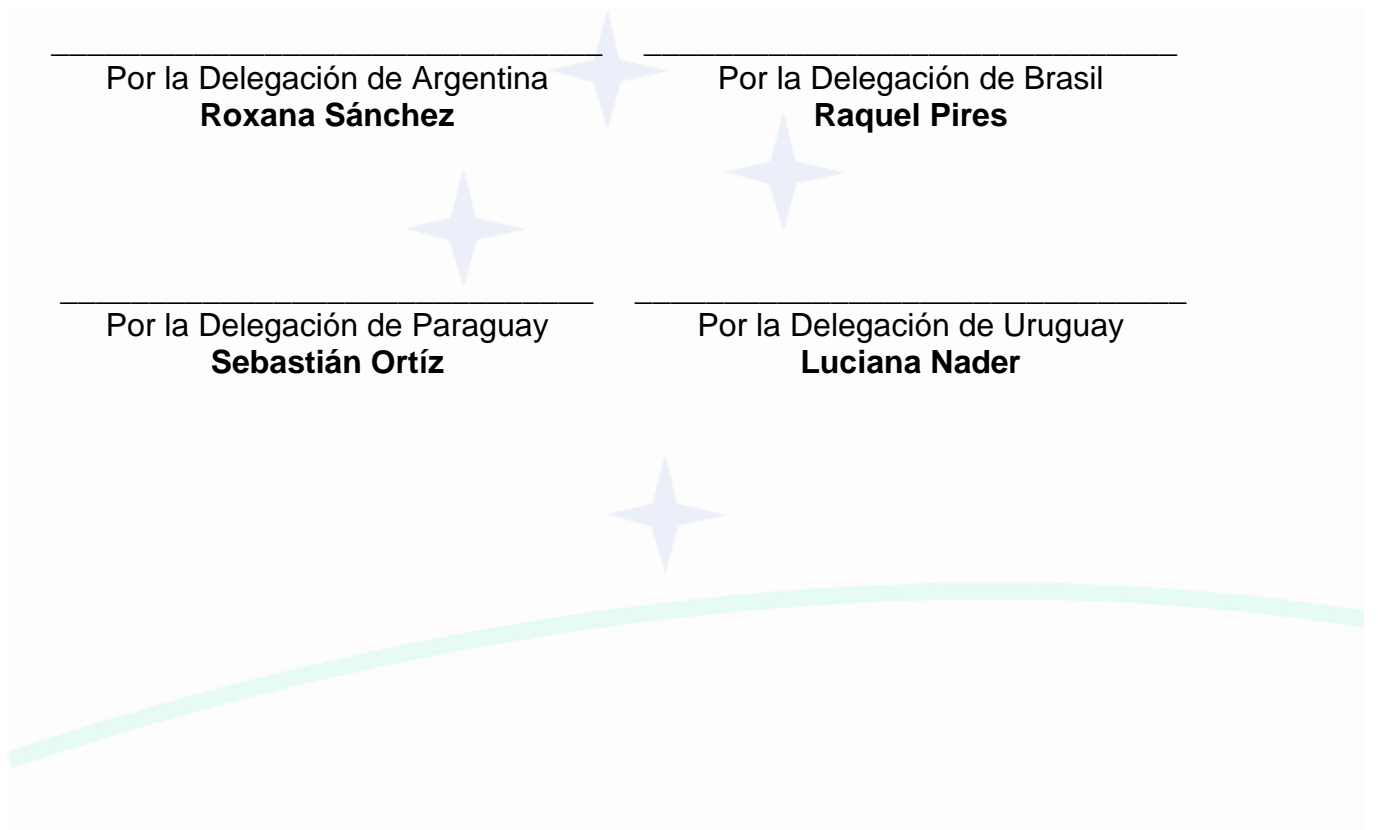 Por la Delegación de Argentina
Roxana Sánchez
Por la Delegación de Brasil
Raquel Pires
Por la Delegación de Paraguay
Sebastián Ortíz
Por la Delegación de Uruguay
Luciana Nader